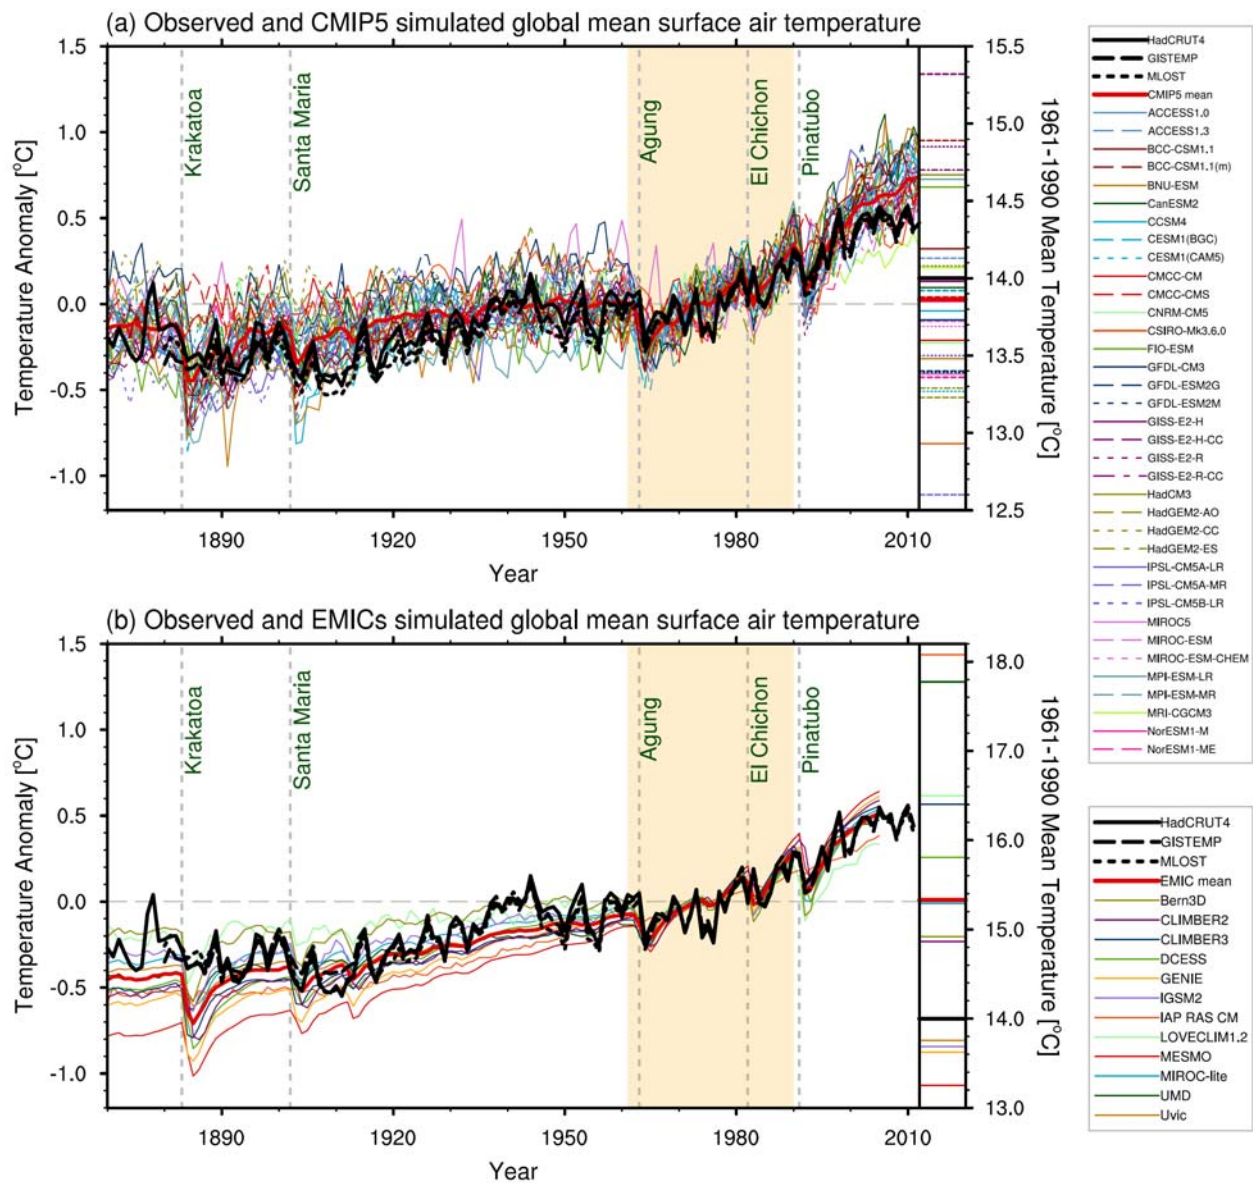 (a) Observed and CMIP5 simulated global mean surface air temperature
1.5
1.0
0.5
0.0
-0.5
-1.0
Temperature Anomaly [°C]
Krakatoa
Santa Maria
Agung
El Chichon
Pinatubo
15.5
15.0
14.5
14.0
13.5
13.0
12.5
1961-1990 Mean Temperature [°C]
1890
1920
1950
1980
2010
Year
HadCRUT4
GISTEMP
MLOST
CMIP5 mean
ACCESS1.0
ACCESS1.3
BCC-CSM1.1
BCC-CSM1.1(m)
BNU-ESM
CanESM2
CCSM4
CESM1(BGC)
CESM1(CAM5)
CMCC-CM
CMCC-CMS
CNRM-CM5
CSIRO-Mk3.6.0
FIO-ESM
GFDL-CM3
GFDL-ESM2G
GFDL-ESM2M
GISS-E2-H
GISS-E2-H-CC
GISS-E2-R
GISS-E2-R-CC
HadCM3
HadGEM2-AO
HadGEM2-CC
HadGEM2-ES
IPSL-CM5A-LR
IPSL-CM5A-MR
IPSL-CM5B-LR
MIROC5
MIROC-ESM
MIROC-ESM-CHEM
MPI-ESM-LR
MPI-ESM-MR
MRI-CGCM3
NorESM1-M
NorESM1-ME
(b) Observed and EMICs simulated global mean surface air temperature
1.5
1.0
0.5
0.0
-0.5
-1.0
Temperature Anomaly [°C]
Krakatoa
Santa Maria
Agung
El Chichon
Pinatubo
18.0
17.0
16.0
15.0
14.0
13.0
1961-1990 Mean Temperature [°C]
1890
1920
1950
1980
2010
Year
HadCRUT4
GISTEMP
MLOST
EMIC mean
Bern3D
CLIMBER2
CLIMBER3
DCESS
GENIE
IGSM2
IAP RAS CM
LOVECLIM1.2
MESMO
MIROC-lite
UMD
Uvic